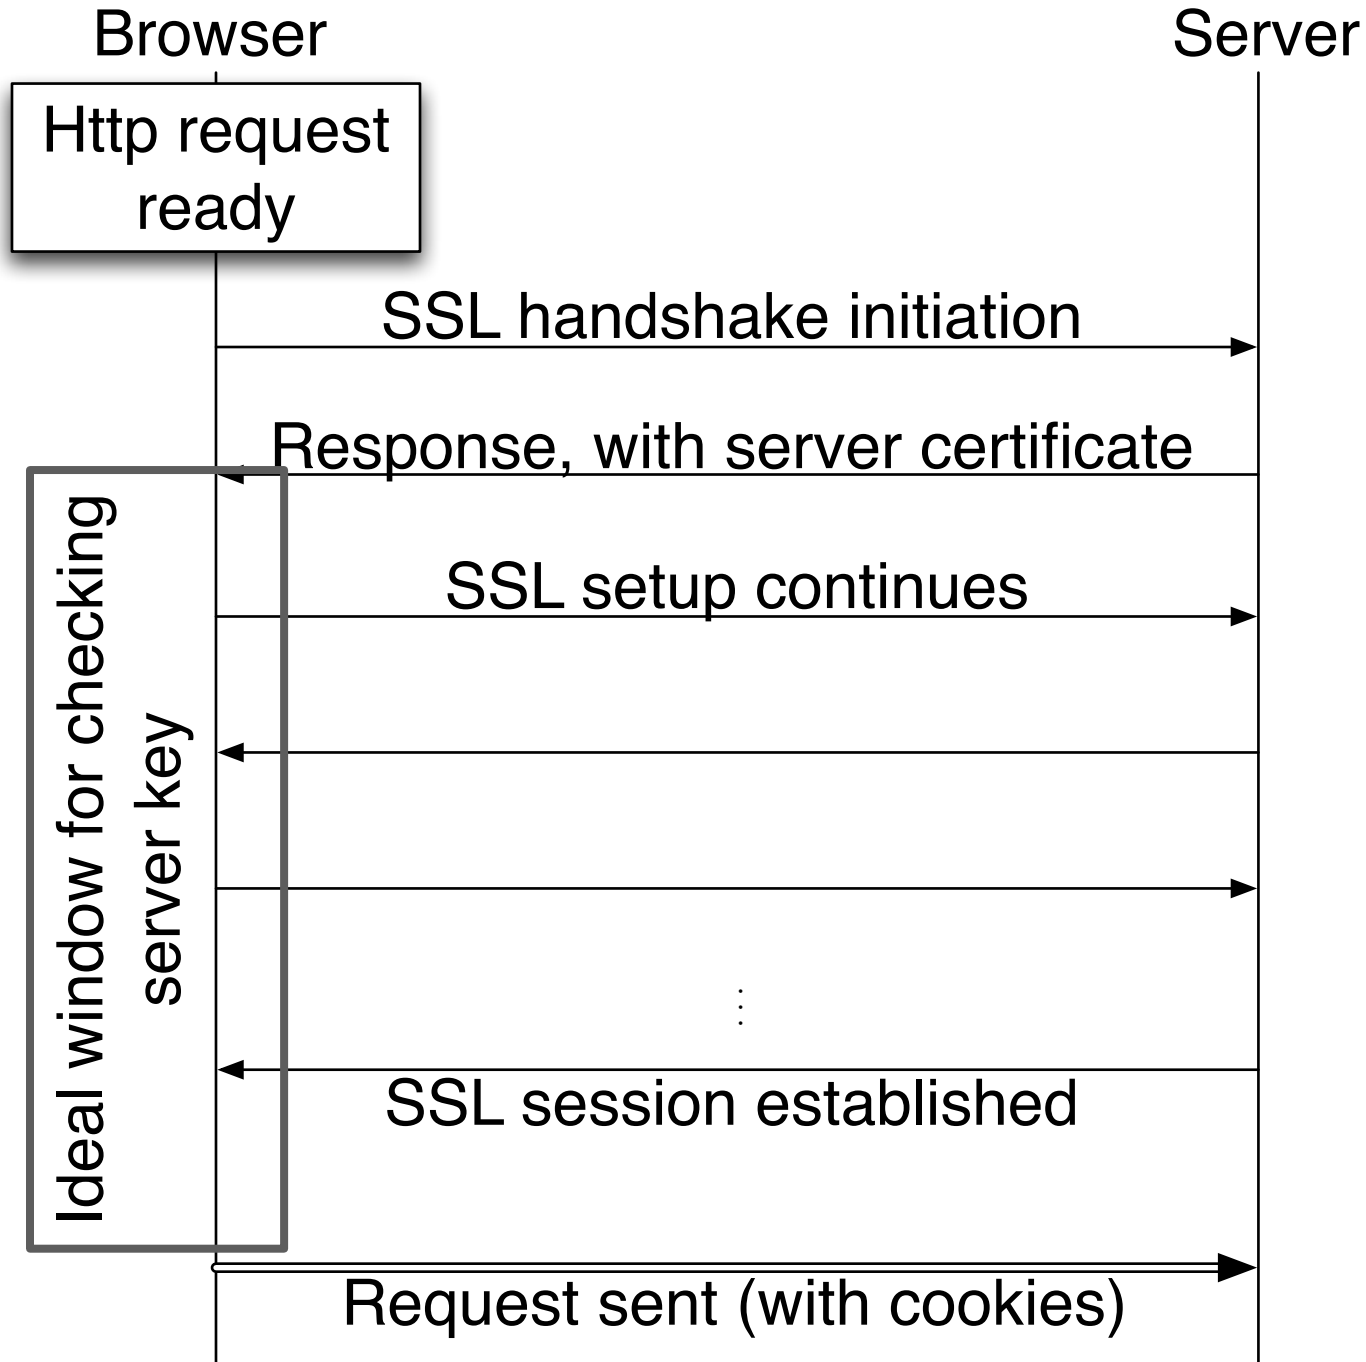 Browser
Server
Http request
ready
SSL handshake initiation
Response, with server certificate
Ideal window for checking
server key
SSL setup continues
SSL session established
Request sent (with cookies)